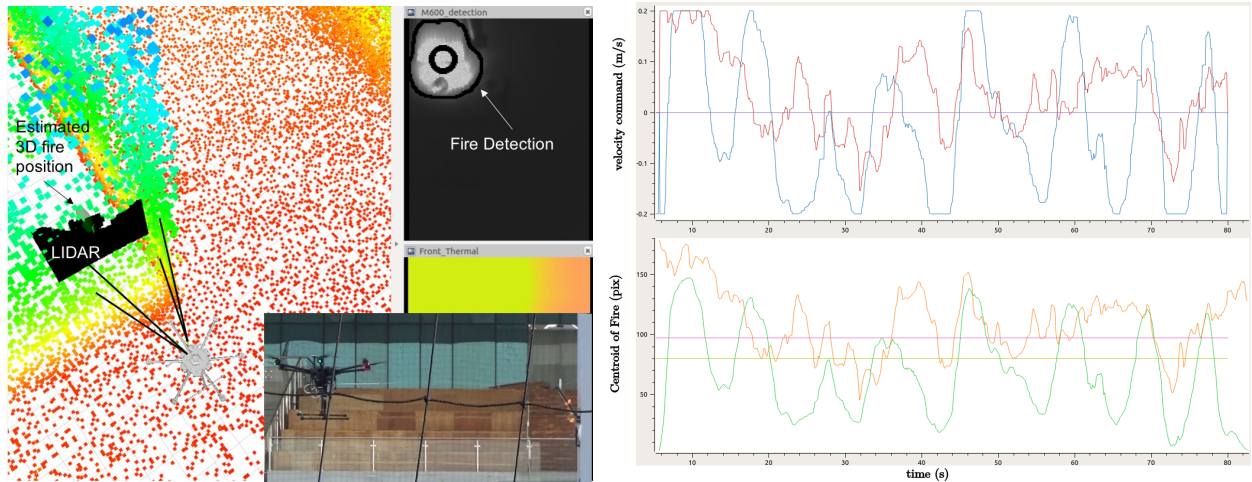 M600_detection
Fire Detection
Estimated
3D fire
position
LIDAR
Front_Thermal
velocity command (m/s)
0.2
0.1
0
-0.1
-0.2
10
20
30
40
50
60
70
80
Centroid of Fire (pix)
150
100
50
10
20
30
40
50
60
70
80
time (s)